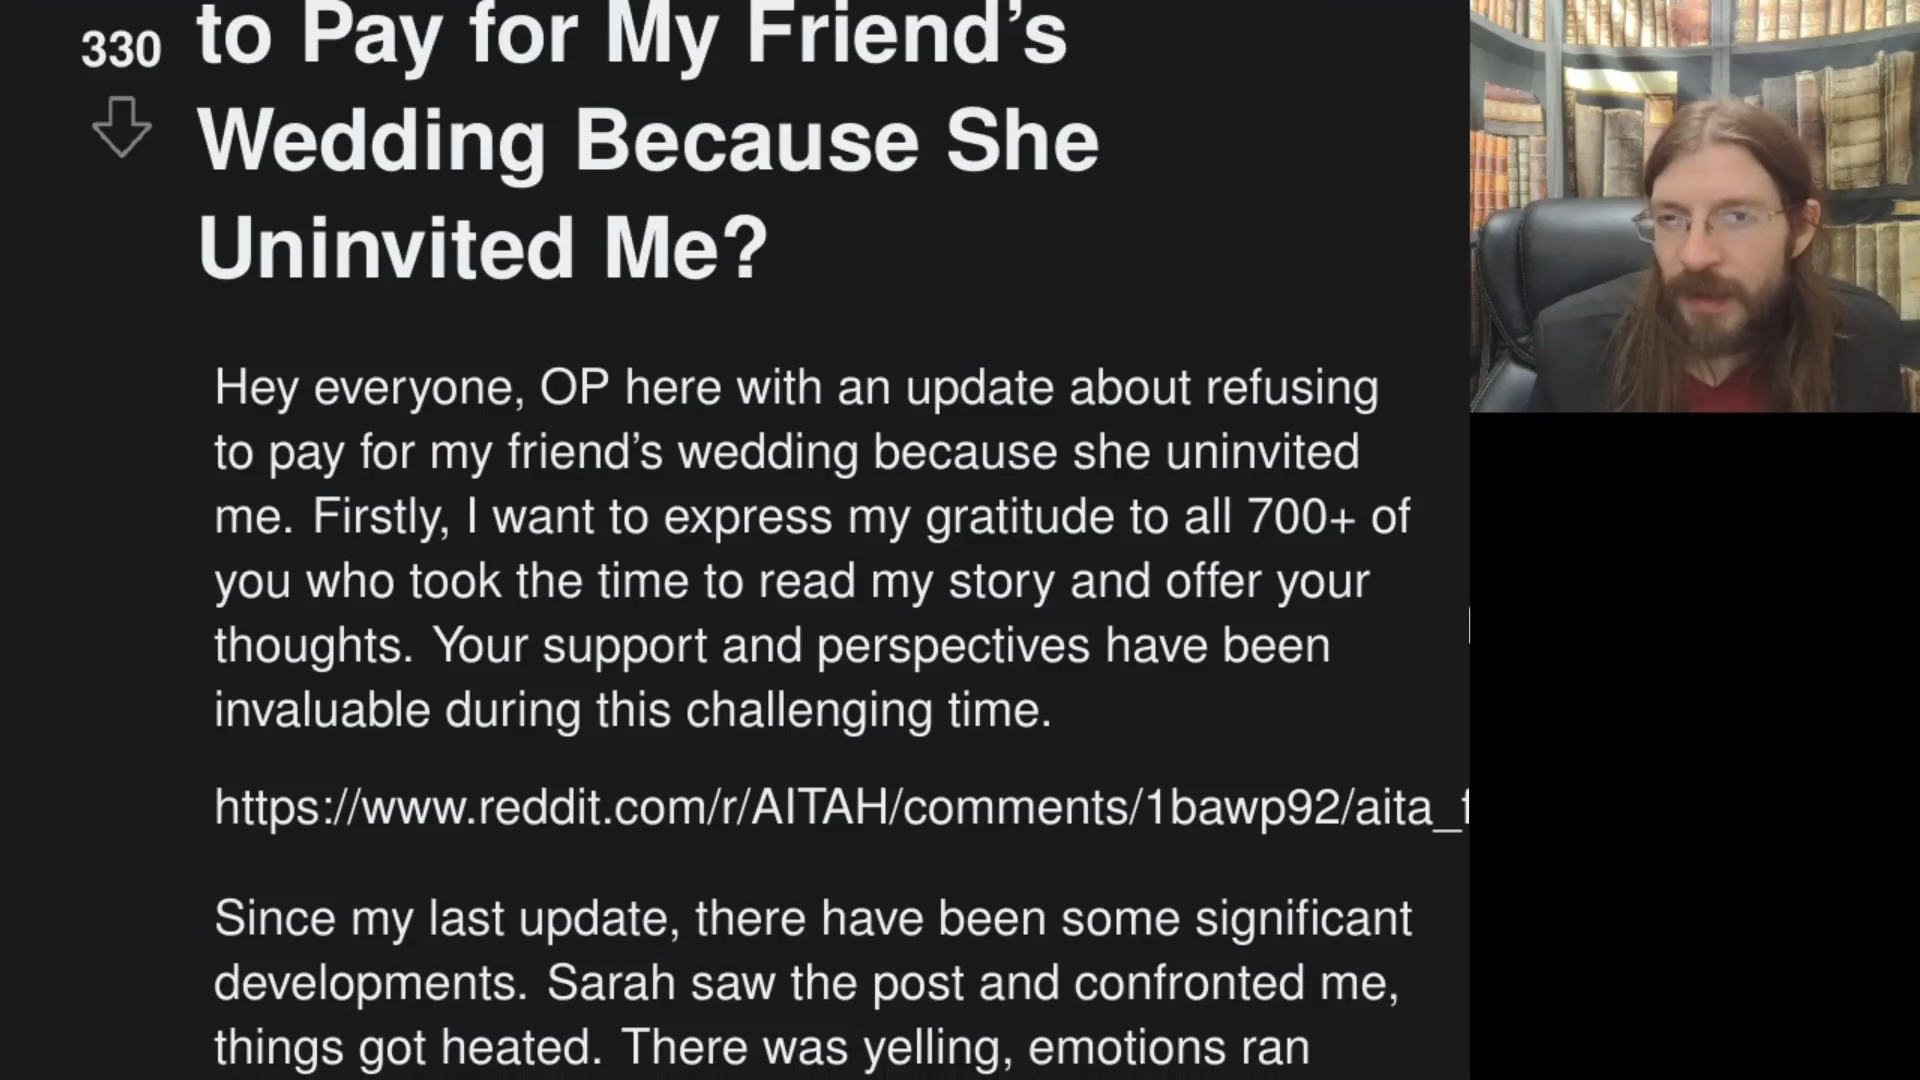 to Pay for My Friend's
330
Wedding Because She
Uninvited Me?
Hey everyone, OP here with an update about refusing
to pay for my friend's wedding because she uninvited
me. Firstly, I want to express my gratitude to all 700+ of
you who took the time to read my story and offer your
thoughts. Your support and perspectives have been
invaluable during this challenging time.
https://www.reddit.com/r/AITAH/comments/1bawp92/aita_f
Since my last update, there have been some significant
developments. Sarah saw the post and confronted me,
things got heated. There was yelling, emotions ran